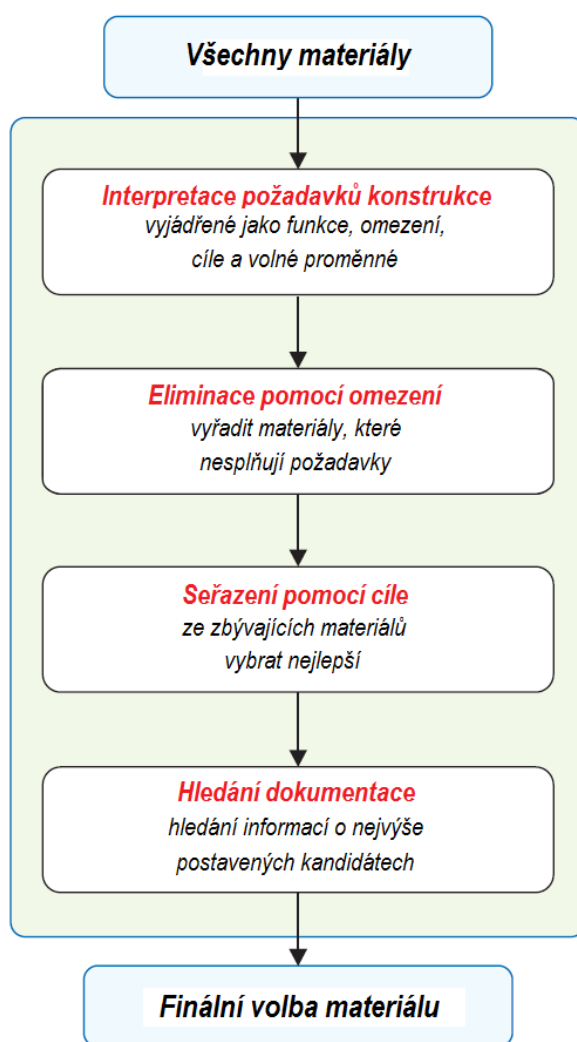 Všechny materiály
Interpretace požadavků konstrukce
vyjádřené jako funkce, omezení,
cíle a volné proměnné
Eliminace pomocí omezení
vyřadit materiály, které
nesplňují požadavky
Seřazení pomocí cíle
ze zbývajících materiálů
vybrat nejlepší
Hledání dokumentace
hledání informací o nejvýše
postavených kandidátech
Finální volba materiálu